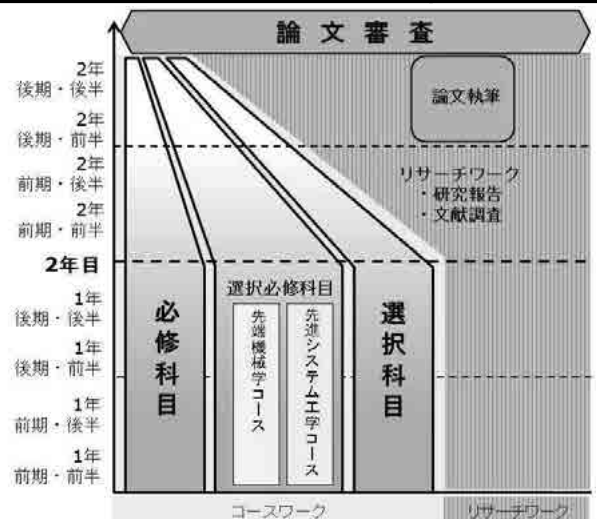 論文審査
2年
後期・後半
2年
後期・前半
2年
前期・後半
2年
前期・前半
2年目
1年
後期・後半
1年
後期・前半
1年
前期・後半
1年
前期・前半
論文執筆
リサーチワーク
・研究報告
・文献調査
必修科目
選択必修科目
先端機械学コース
先進システム工学コース
選択科目
コースワーク
リサーチワーク